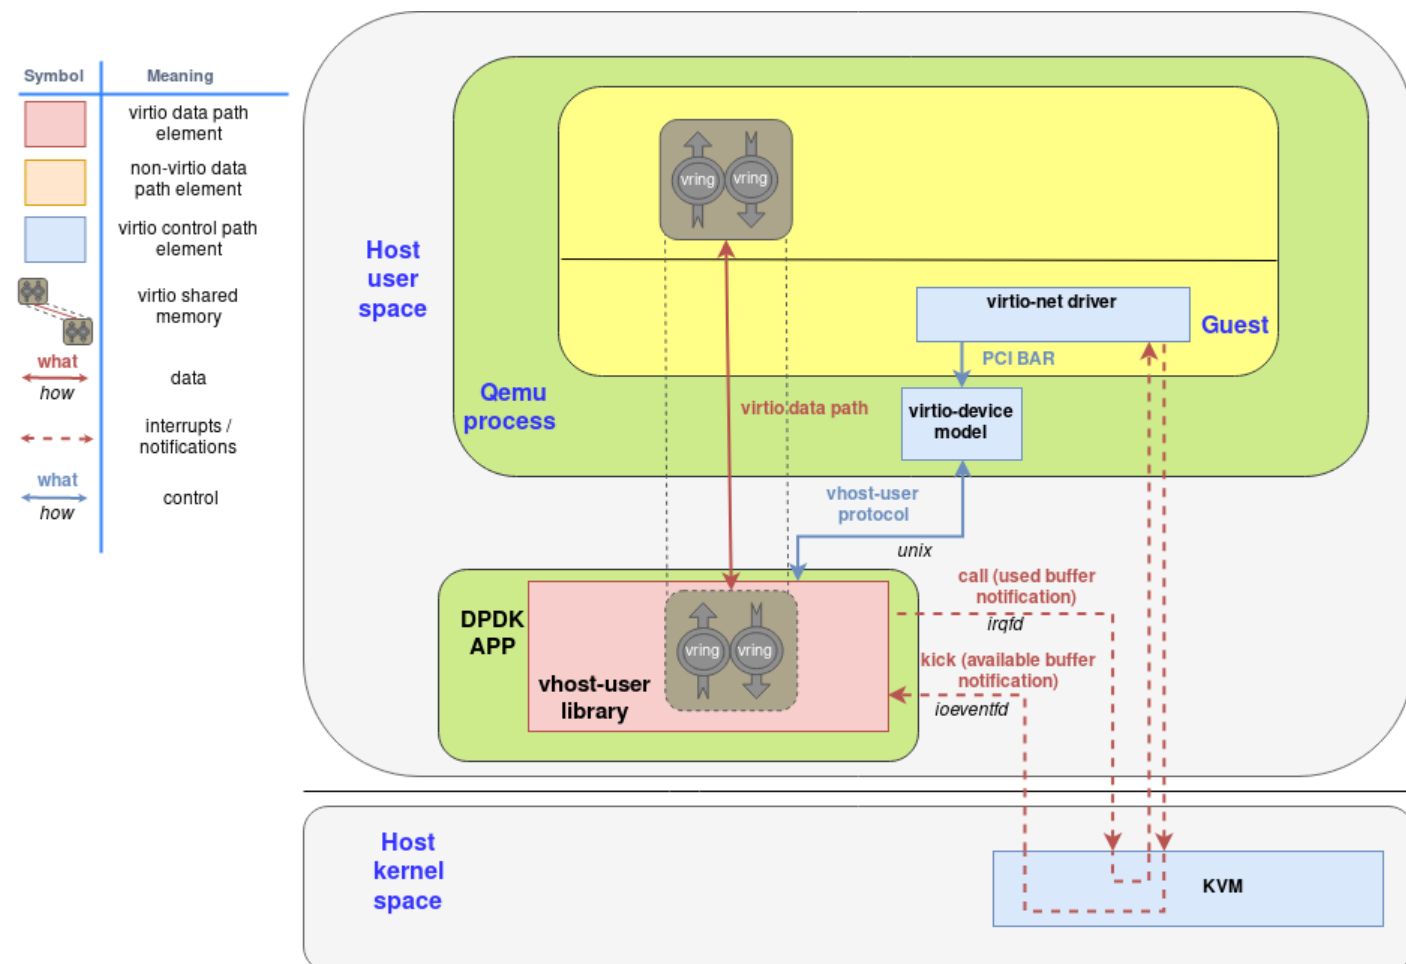 Symbol
Meaning
virtio data path
element
non-virtio data
path element
virtio control path
element
virtio shared
memory
what
how
data
interrupts /
notifications
what
how
control
Host
user
space
vring
vring
virtio-net driver
Guest
PCI BAR
Qemu
process
virtio data path
virtio-device
model
vhost-user
protocol
unix
DPDK
APP
vring
vring
vhost-user
library
call (used buffer
notification)
irqfd
kick (available buffer
notification)
ioeventfd
Host
kernel
space
KVM